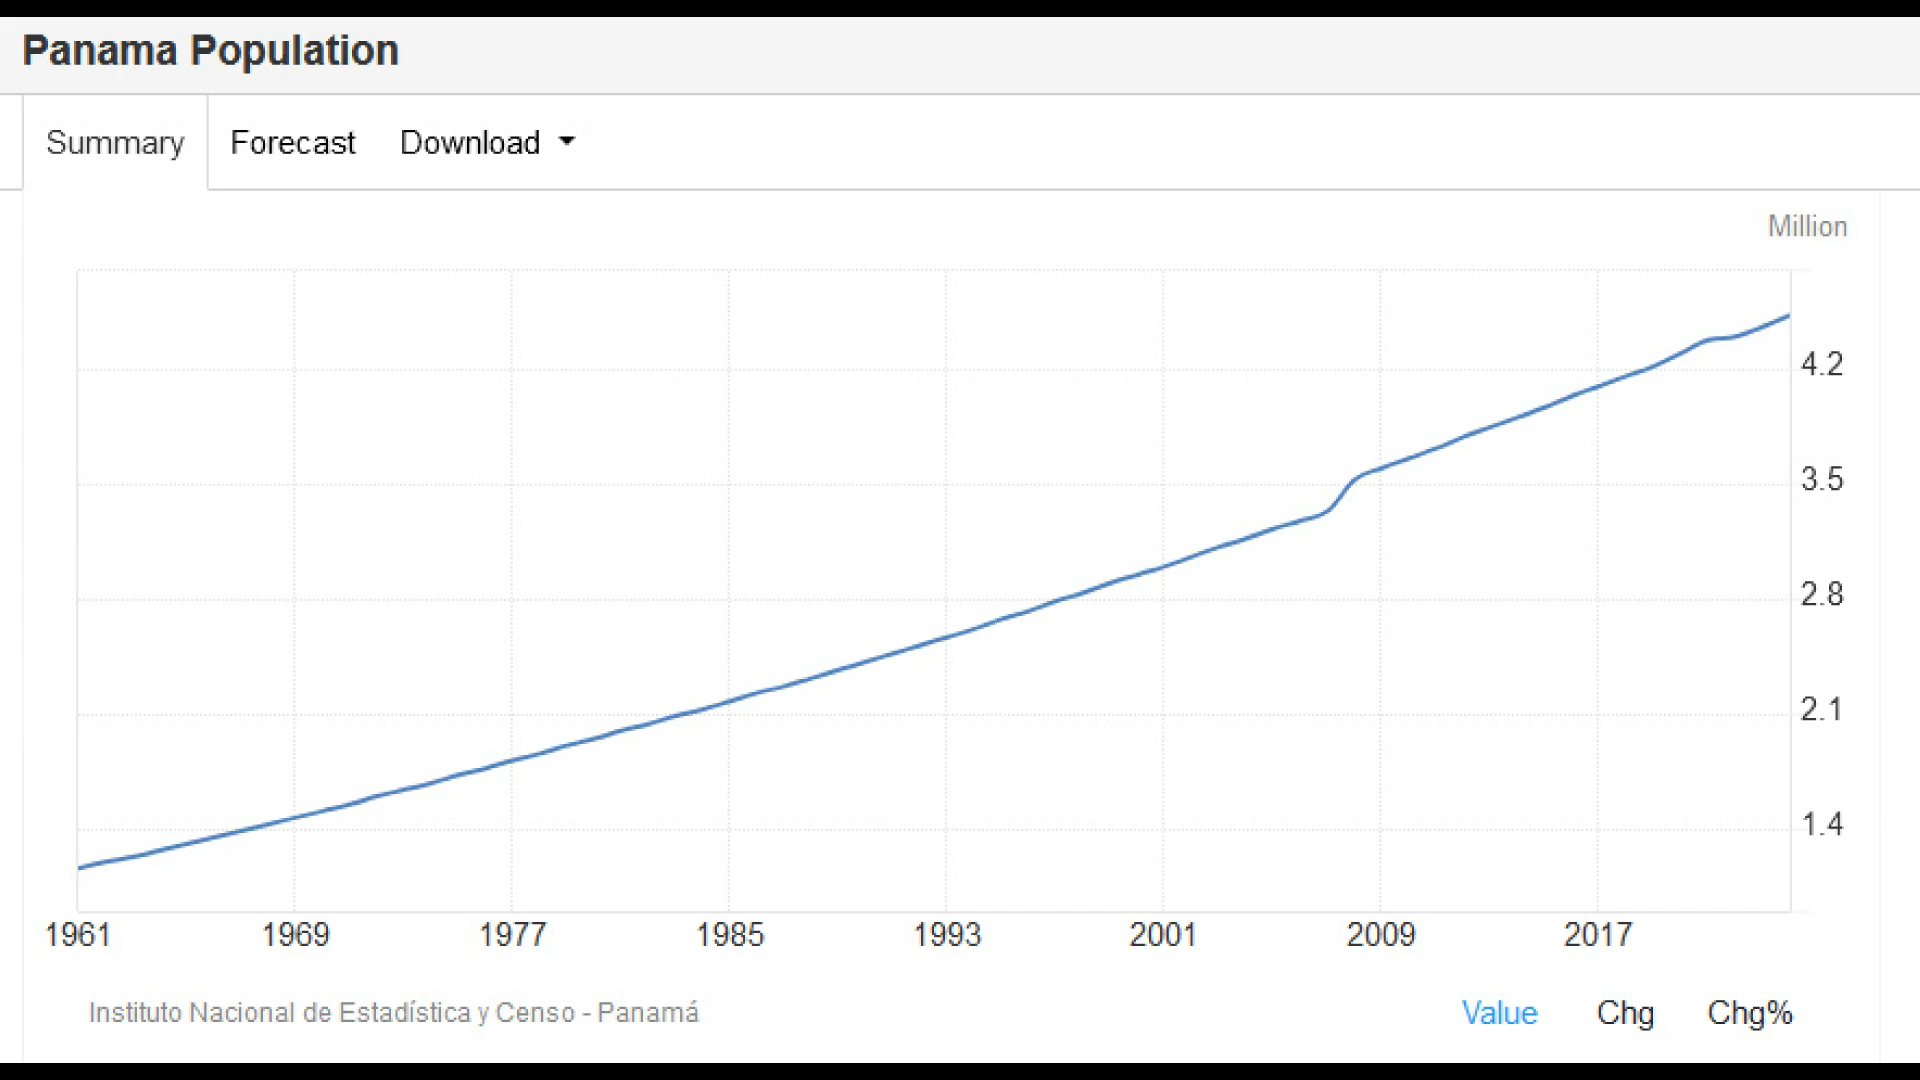 Panama Population
Summary Forecast Download
Million
4.2
3.5
2.8
2.1
1.4
1961 1969 1977 1985 1993 2001 2009 2017
Instituto Nacional de Estadística y Censo - Panamá
Value Chg Chg%